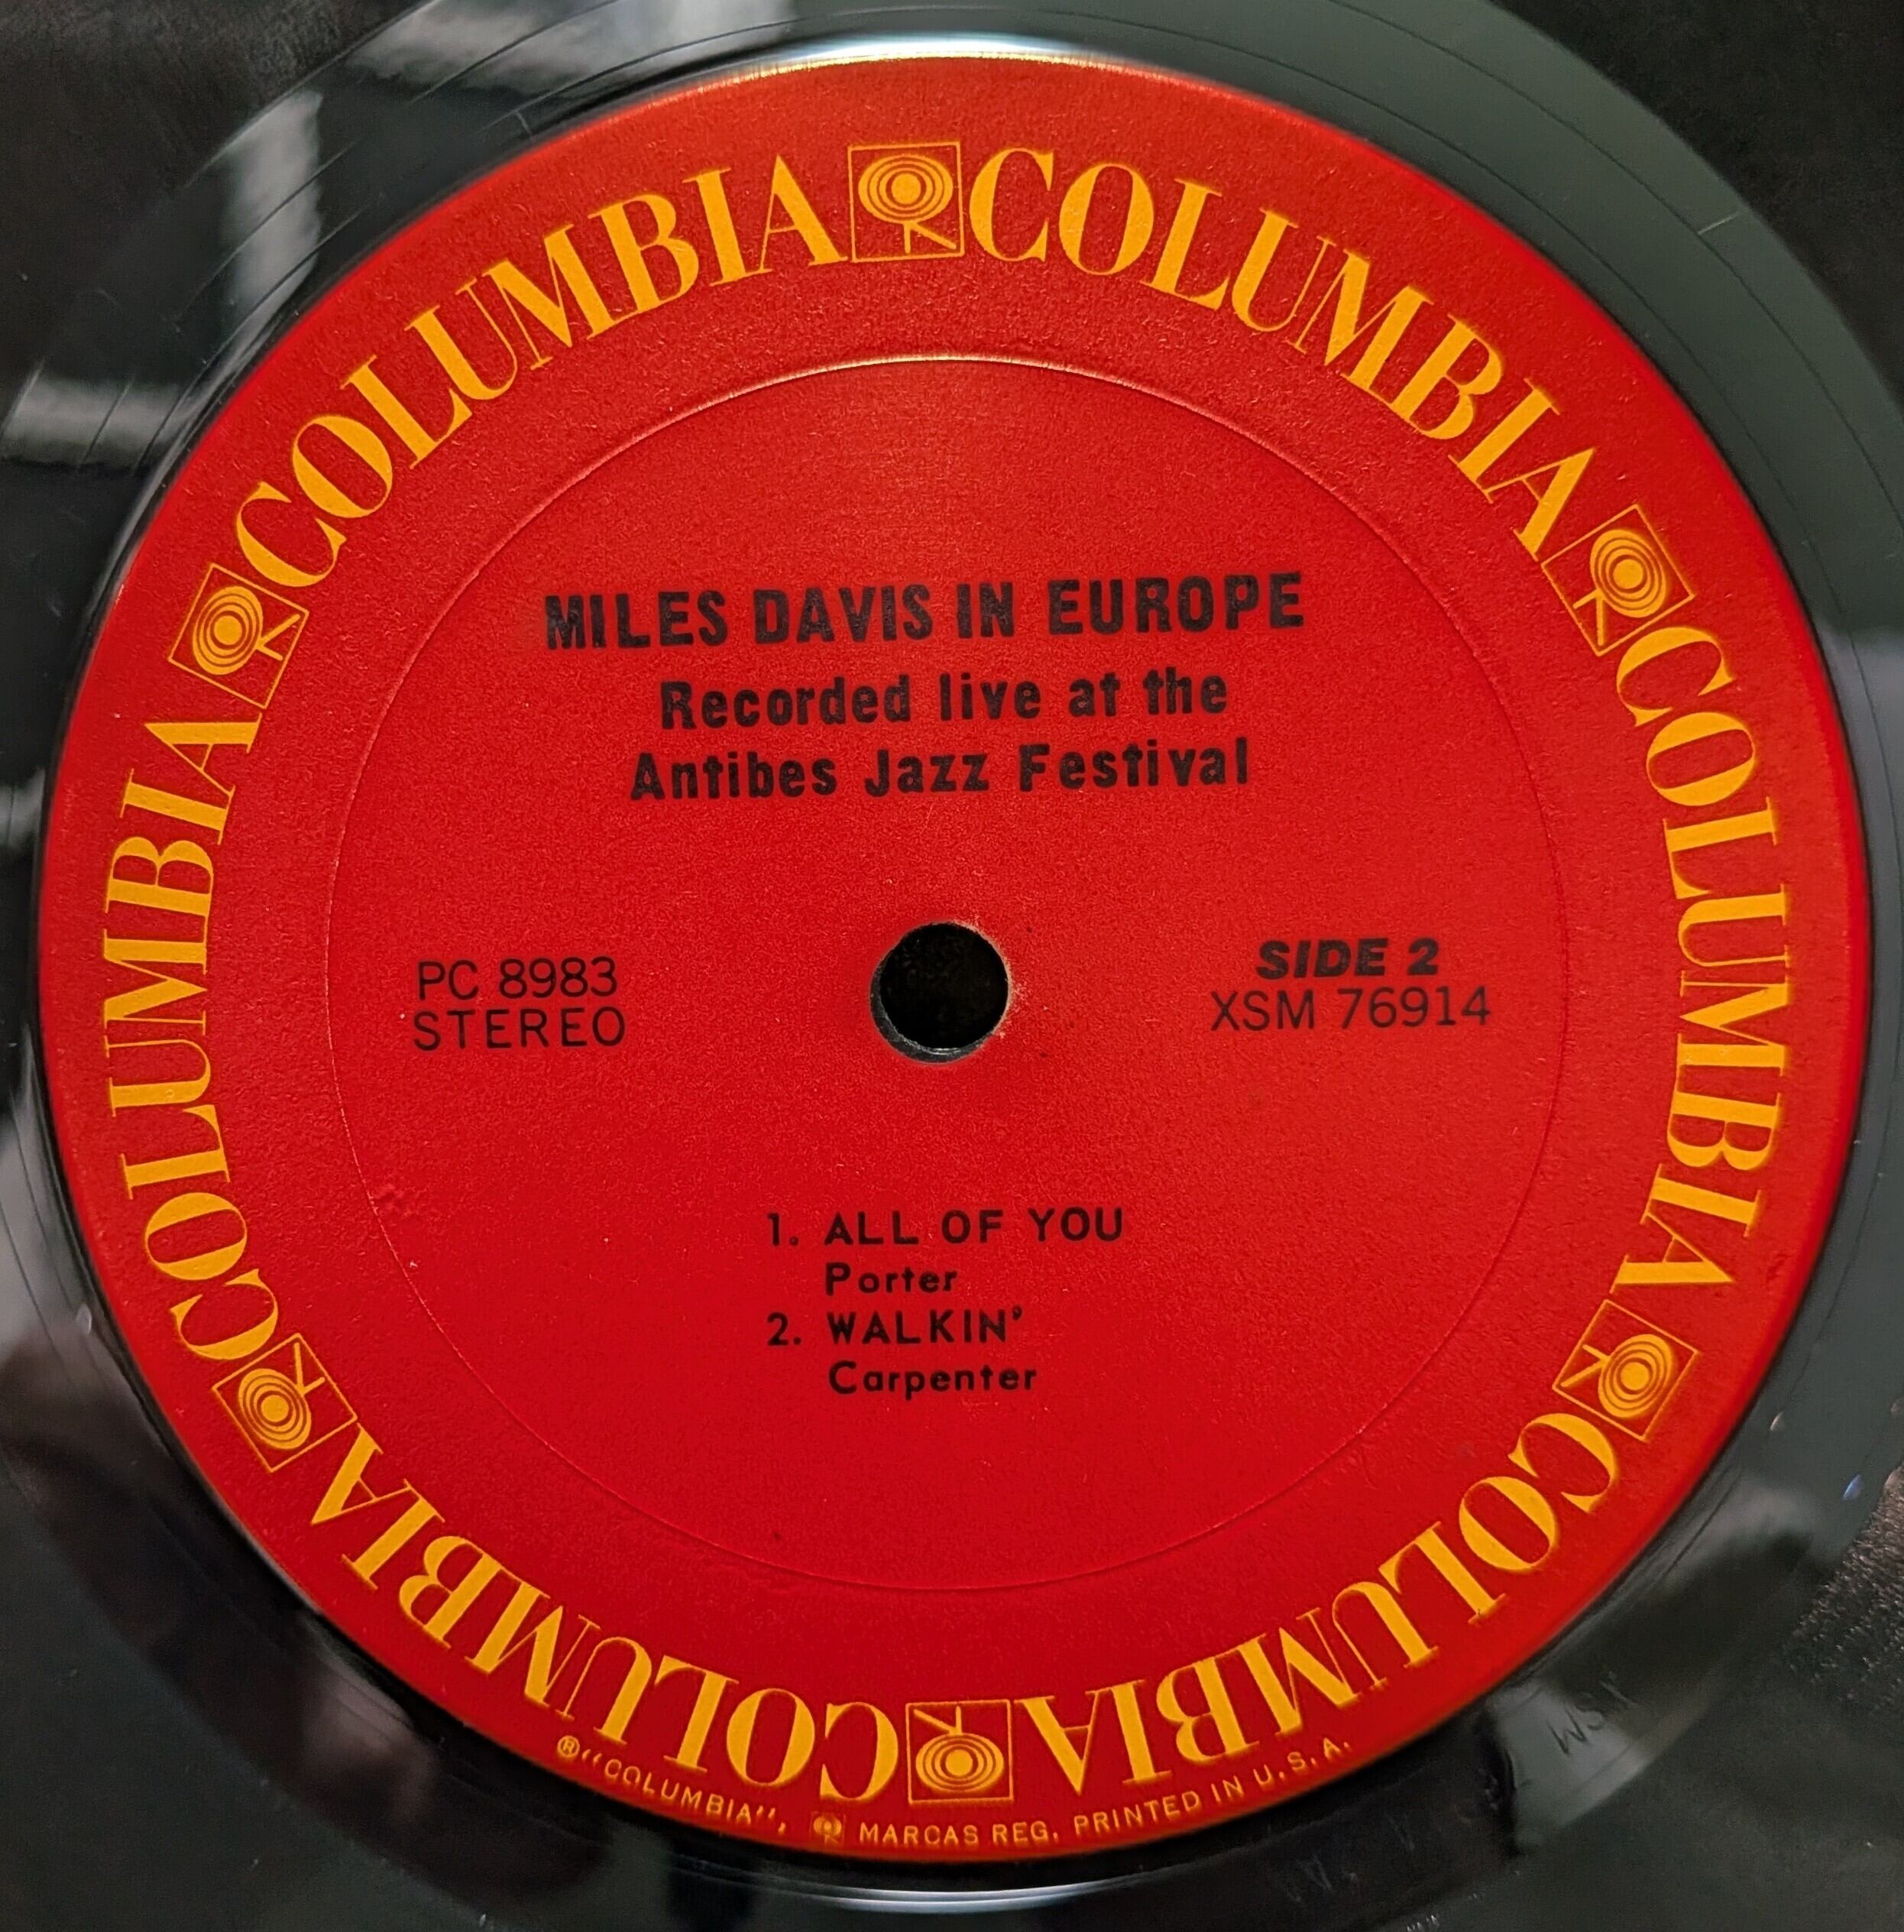 COLUMBIA COLUMBIA COLUMBIA COLUMBIA COLUMBIA COLUMBIA
MILES DAVIS IN EUROPE
Recorded live at the
Antibes Jazz Festival
PC 8983
STEREO
SIDE 2
XSM 76914
1. ALL OF YOU
Porter
2. WALKIN'
Carpenter
®"COLUMBIA", MARCAS REG. PRINTED IN U.S.A.